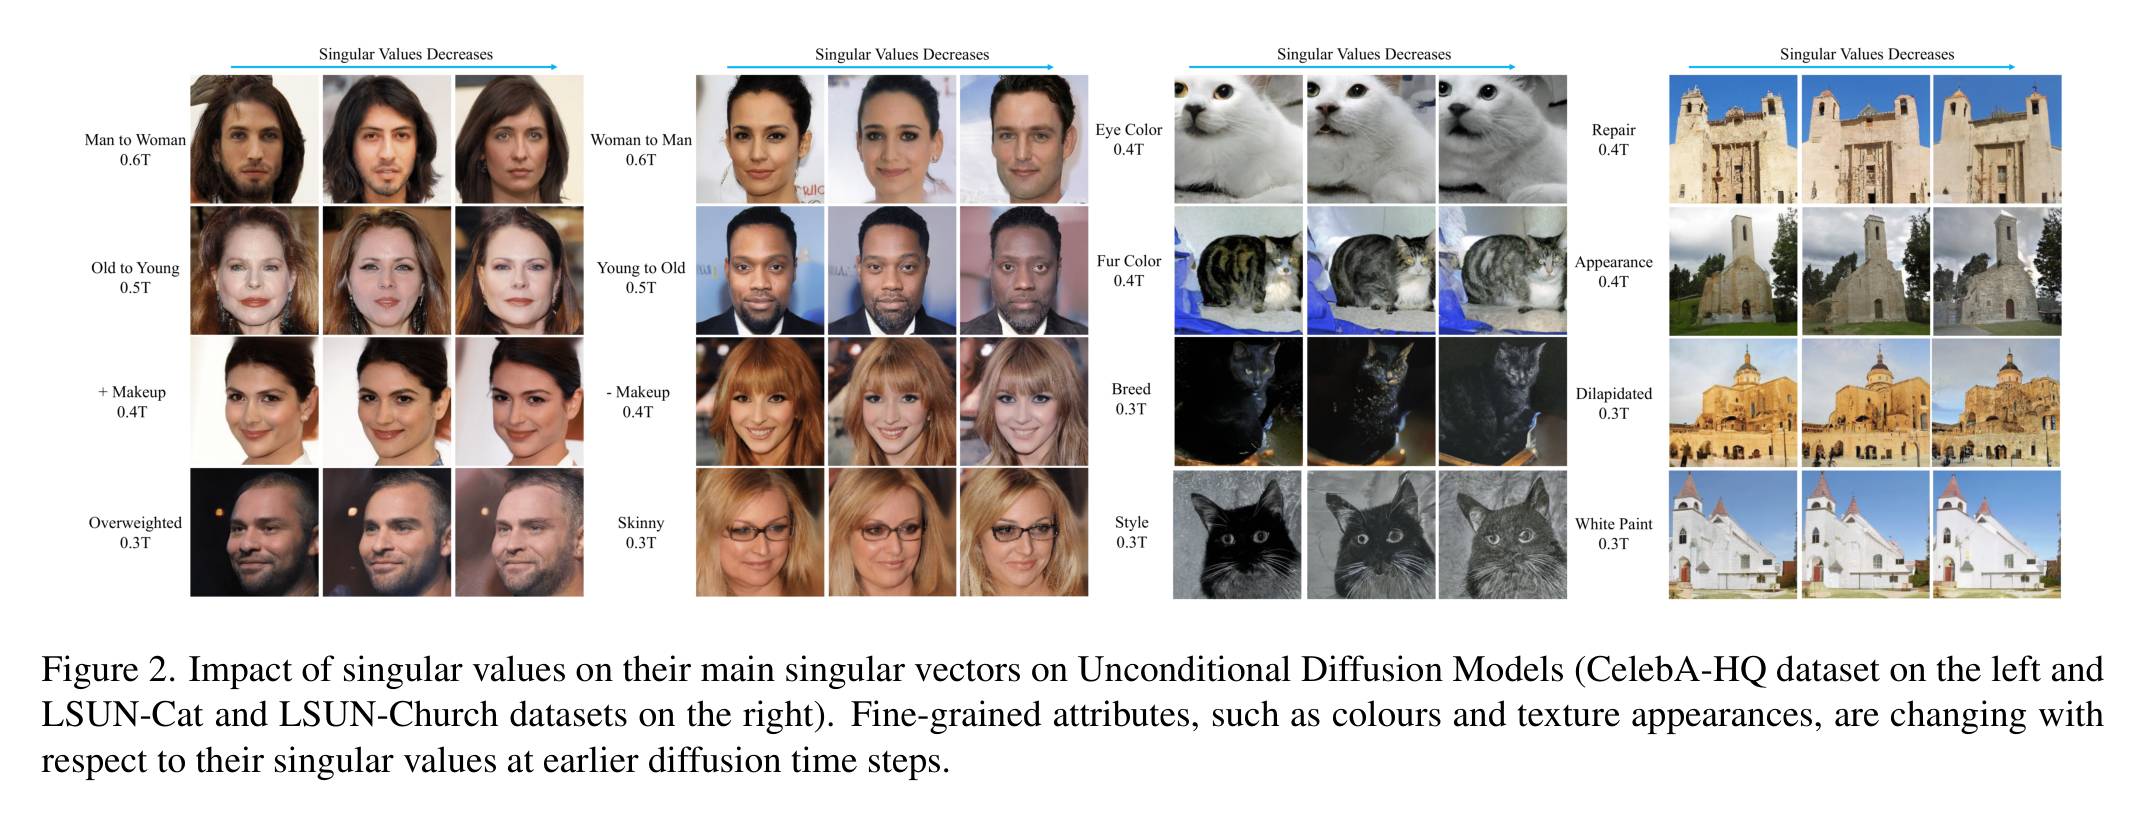 Singular Values Decreases
Man to Woman
0.6T
Old to Young
0.5T
+ Makeup
0.4T
Overweighted
0.3T
Singular Values Decreases
Woman to Man
0.6T
Young to Old
0.5T
- Makeup
0.4T
Skinny
0.3T
Singular Values Decreases
Eye Color
0.4T
Fur Color
0.4T
Breed
0.3T
Style
0.3T
Singular Values Decreases
Repair
0.4T
Appearance
0.4T
Dilapidated
0.3T
White Paint
0.3T
Figure 2. Impact of singular values on their main singular vectors on Unconditional Diffusion Models (CelebA-HQ dataset on the left and
LSUN-Cat and LSUN-Church datasets on the right). Fine-grained attributes, such as colours and texture appearances, are changing with
respect to their singular values at earlier diffusion time steps.